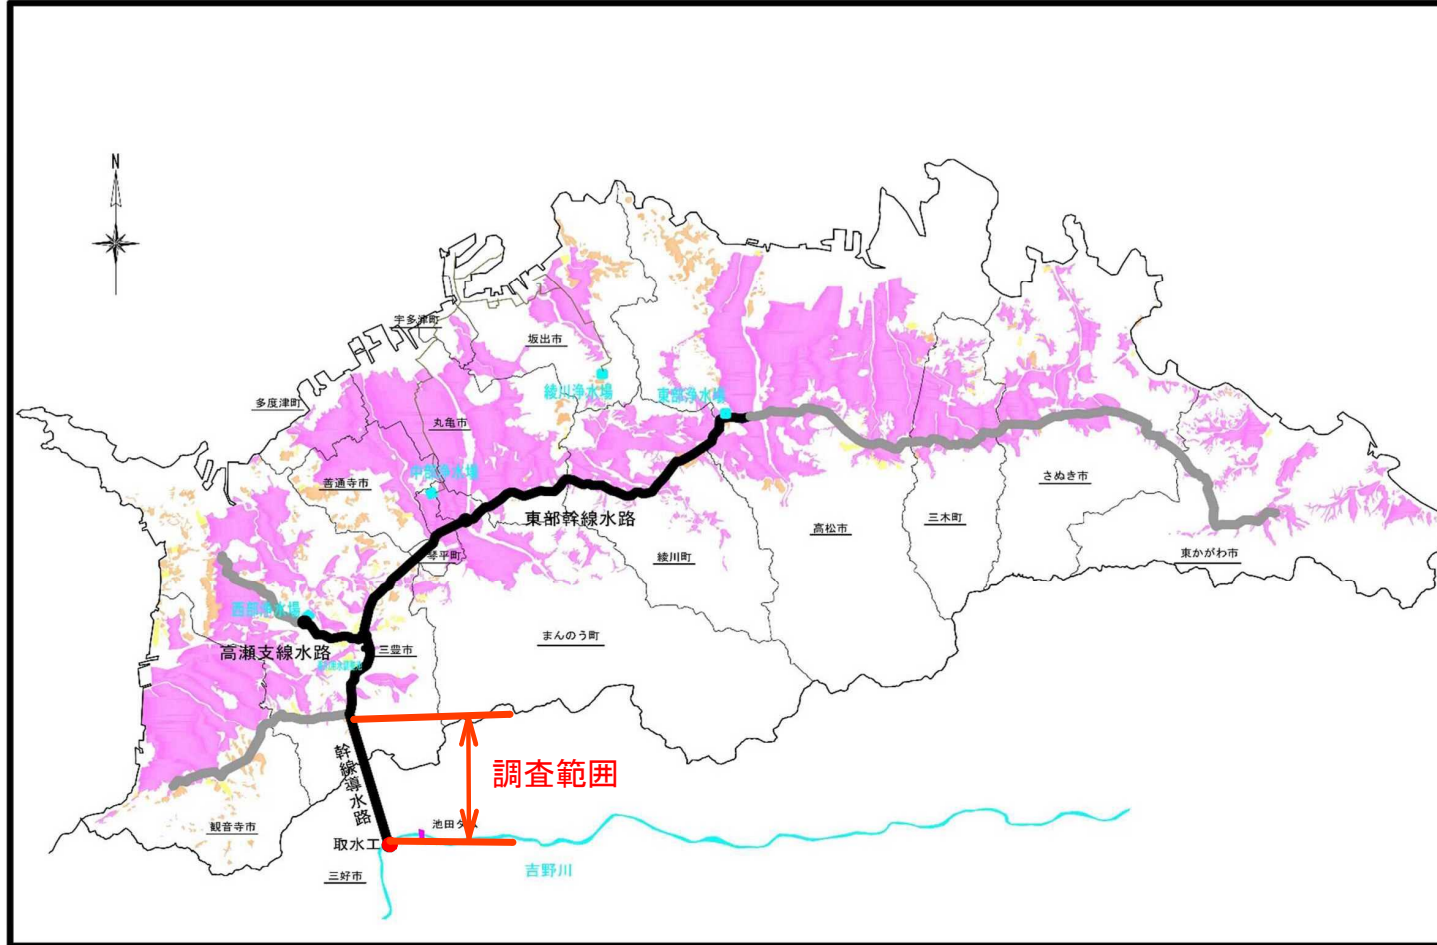 N
宇多津町
坂出市
綾川浄水場
東部浄水場
多度津町
丸亀市
中部浄水場
善通寺市
さぬき市
東部幹線水路
高松市
三木町
琴平町
綾川町
東かがわ市
西部浄水場
まんのう町
高瀬支線水路
三豊市
幹線導水路
調査範囲
観音寺市
池田ダム
取水工
吉野川
三好市